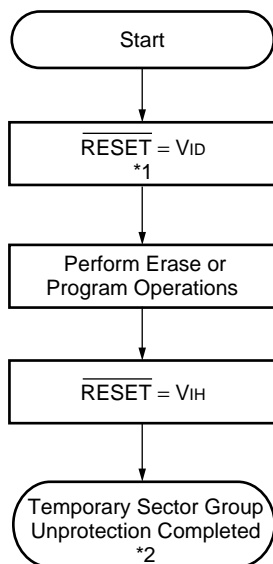 Start
RESET = VID
*1
Perform Erase or
Program Operations
RESET = VIH
Temporary Sector Group
Unprotection Completed
*2